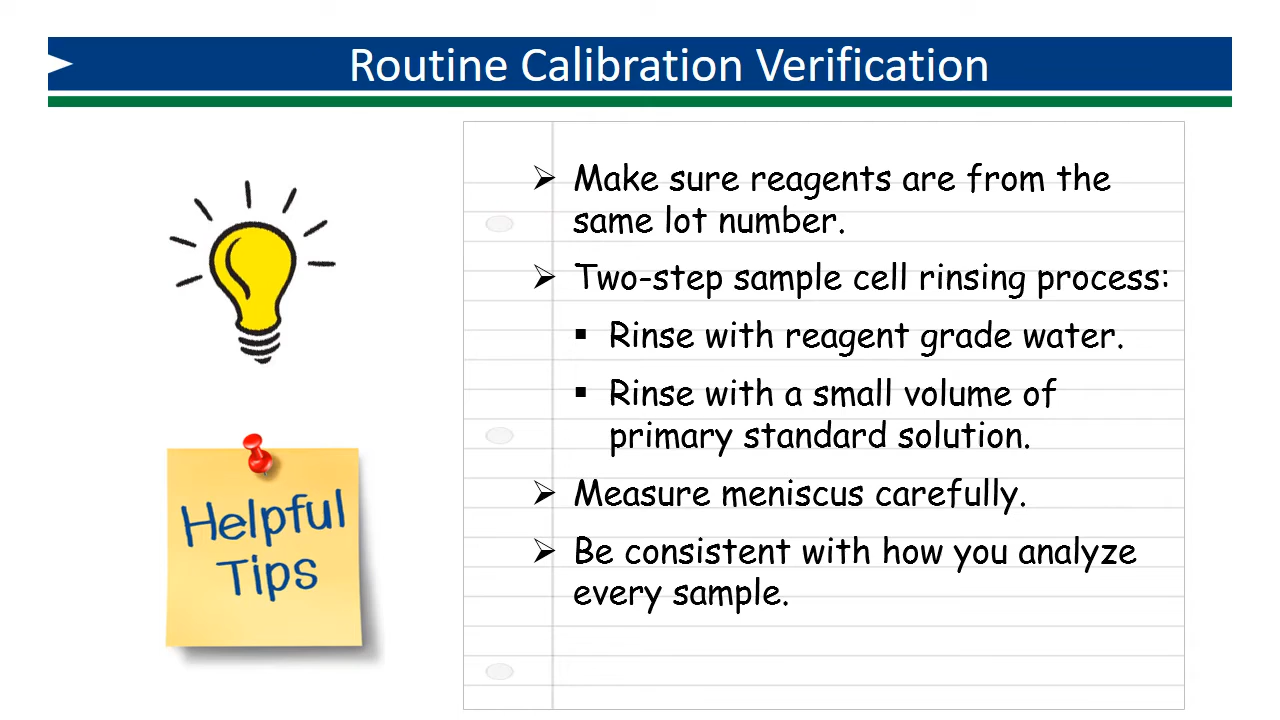 Routine Calibration Verification
➢ Make sure reagents are from the
same lot number.
➢ Two-step sample cell rinsing process:
▪ Rinse with reagent grade water.
▪ Rinse with a small volume of
primary standard solution.
➢ Measure meniscus carefully.
➢ Be consistent with how you analyze
every sample.
Helpful
Tips